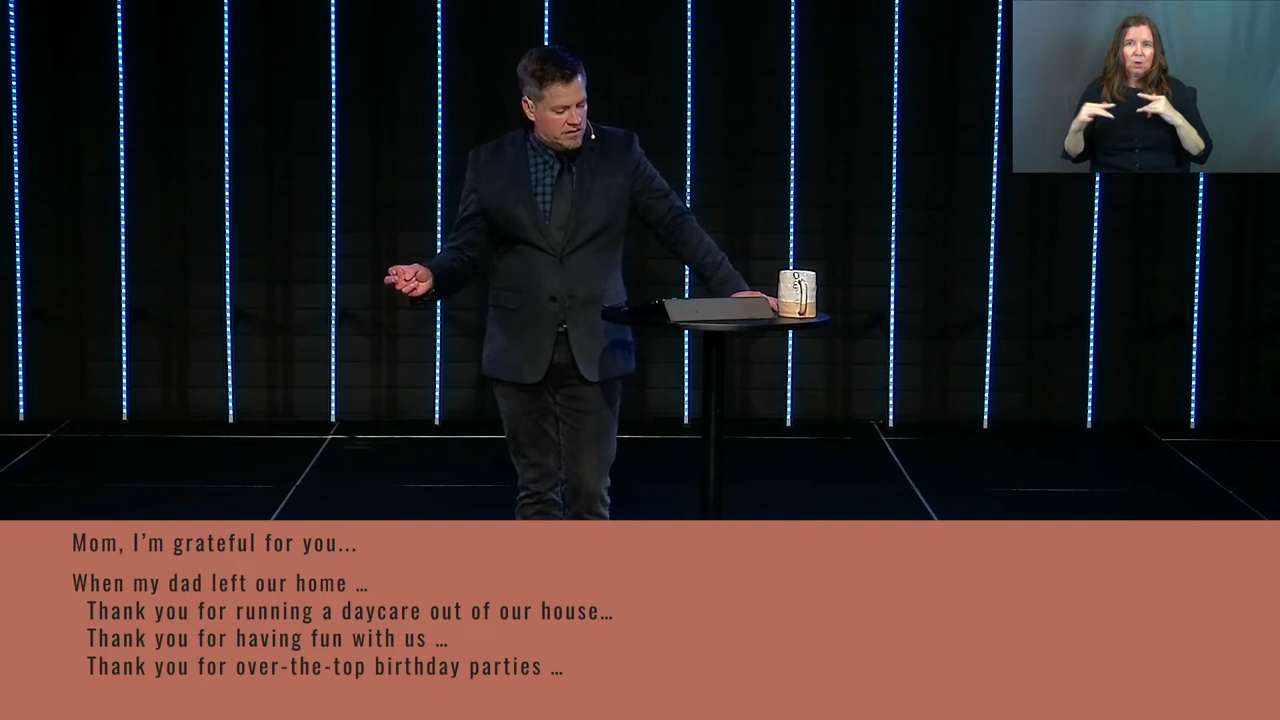 Mom, I'm grateful for you...
When my dad left our home ...
Thank you for running a daycare out of our house...
Thank you for having fun with us ...
Thank you for over-the-top birthday parties ...